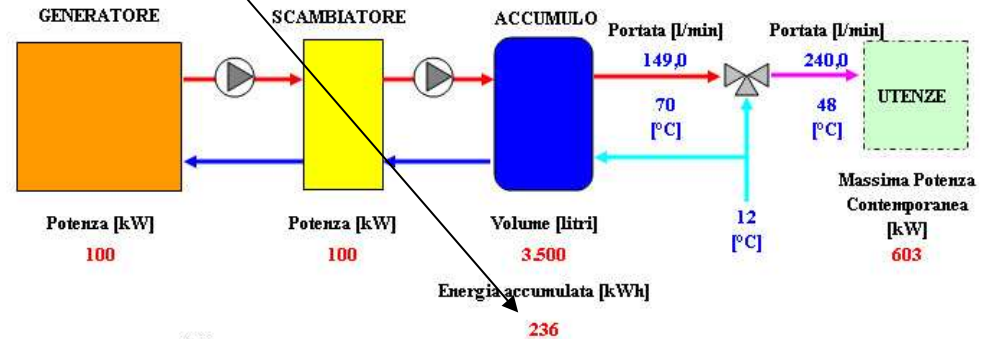 GENERATORE
SCAMBIATORE
ACCUMULO
Portata [l/min]
Portata [l/min]
149,0
240,0
70
[°C]
48
[°C]
UTENZE
12
[°C]
Potenza [kW]
100
Potenza [kW]
100
Volume [litri]
3.500
Massima Potenza
Contemporanea
[kW]
603
Energia accumulata [kWh]
236